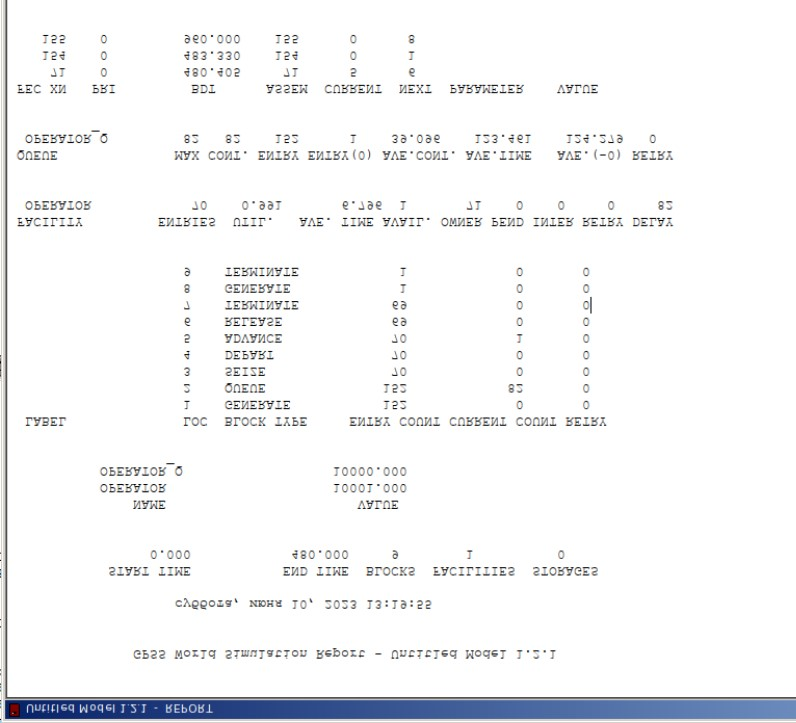 Untitled Model 1.2.1 - REPORT
GPSS World Simulation Report - Untitled Model 1.2.1
суббота, июня 10, 2023 13:19:55
START TIME END TIME BLOCKS FACILITIES STORAGES
0.000 480.000 9 1 0
NAME VALUE
OPERATOR 10001.000
OPERATOR_Q 10000.000
LABEL LOC BLOCK TYPE ENTRY COUNT CURRENT COUNT RETRY
1 GENERATE 152 0 0
2 QUEUE 152 82 0
3 SEIZE 70 0 0
4 DEPART 70 0 0
5 ADVANCE 70 1 0
6 RELEASE 69 0 0
7 TERMINATE 69 0 0
8 GENERATE 1 0 0
9 TERMINATE 1 0 0
FACILITY ENTRIES UTIL. AVE. TIME AVAIL. OWNER PEND INTER RETRY DELAY
OPERATOR 70 0.991 6.796 1 71 0 0 0 82
QUEUE MAX CONT. ENTRY ENTRY(0) AVE.CONT. AVE.TIME AVE.(-0) RETRY
OPERATOR_Q 82 82 152 1 39.096 123.461 124.279 0
FEC XN PRI BDT ASSEM CURRENT NEXT PARAMETER VALUE
71 0 480.405 71 5 6
154 0 483.330 154 0 1
155 0 960.000 155 0 8